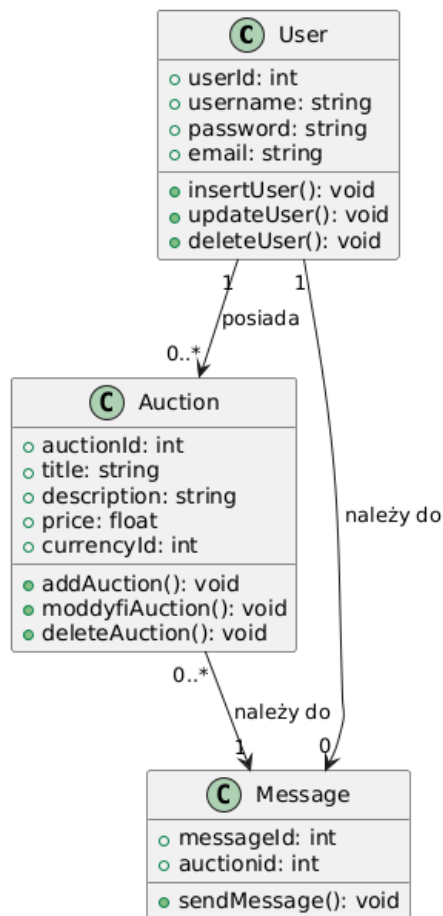 C User
userId: int
username: string
password: string
email: string
insertUser(): void
updateUser(): void
deleteUser(): void
1
1
posiada
0..*
C Auction
auctionId: int
title: string
description: string
price: float
currencyId: int
addAuction(): void
moddyfiAuction(): void
deleteAuction(): void
należy do
0..*
należy do
1
0
C Message
messageId: int
auctionid: int
sendMessage(): void